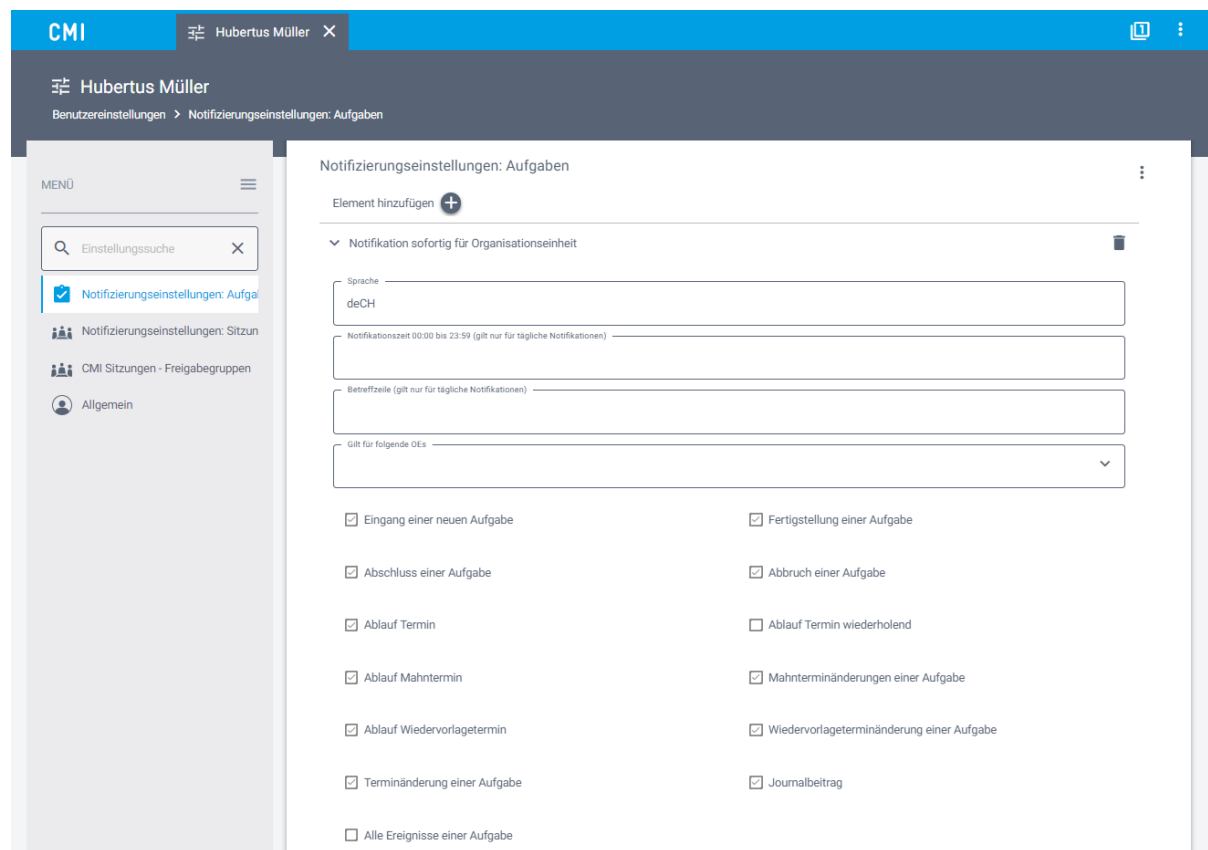 CMI
Hubertus Müller
1
Hubertus Müller
Benutzereinstellungen > Notifizierungseinstellungen: Aufgaben
MENÜ
Einstellungssuche
Notifizierungseinstellungen: Aufga
Notifizierungseinstellungen: Sitzun
CMI Sitzungen - Freigabegruppen
Allgemein
Notifizierungseinstellungen: Aufgaben
Element hinzufügen
Notifikation sofortig für Organisationseinheit
Sprache
deCH
Notifikationszeit 00:00 bis 23:59 (gilt nur für tägliche Notifikationen)
Betreffzeile (gilt nur für tägliche Notifikationen)
Gilt für folgende OEs
Eingang einer neuen Aufgabe
Fertigstellung einer Aufgabe
Abschluss einer Aufgabe
Abbruch einer Aufgabe
Ablauf Termin
Ablauf Termin wiederholend
Ablauf Mahntermin
Mahnterminänderungen einer Aufgabe
Ablauf Wiedervorlagetermin
Wiedervorlageterminänderung einer Aufgabe
Terminänderung einer Aufgabe
Journalbeitrag
Alle Ereignisse einer Aufgabe